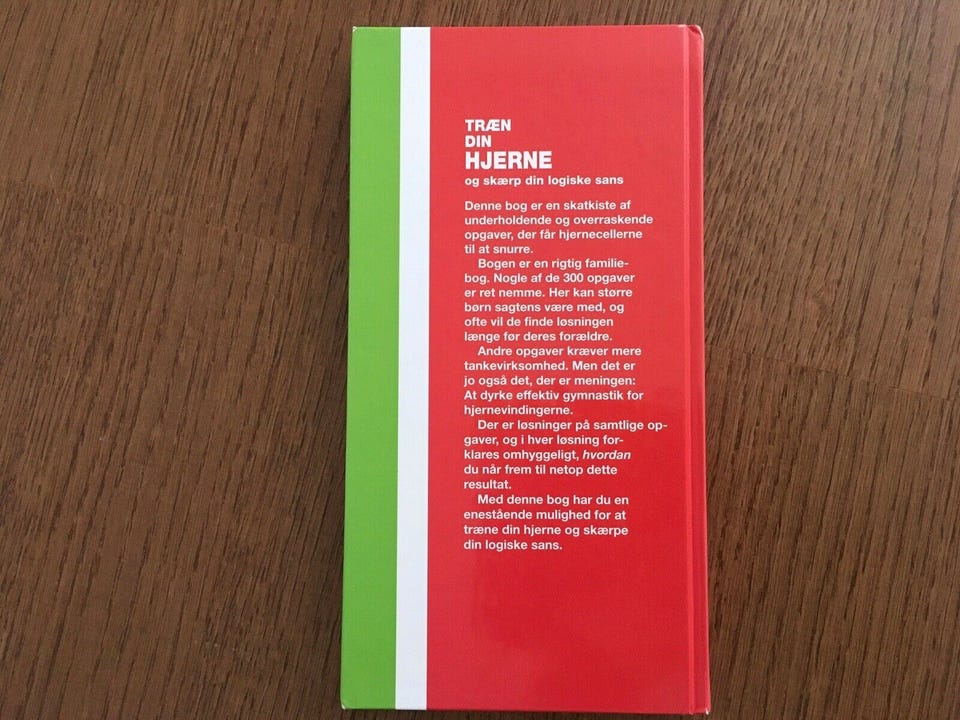 TRÆN
DIN
HJERNE
og skærp din logiske sans
Denne bog er en skatkiste af
underholdende og overraskende
opgaver, der får hjernecellerne
til at snurre.
Bogen er en rigtig familie-
bog. Nogle af de 300 opgaver
er ret nemme. Her kan større
børn sagtens være med, og
ofte vil de finde løsningen
længe før deres forældre.
Andre opgaver kræver mere
tankevirksomhed. Men det er
jo også det, der er meningen:
At dyrke effektiv gymnastik for
hjernevindingerne.
Der er løsninger på samtlige op-
gaver, og i hver løsning for-
klares omhyggeligt, hvordan
du når frem til netop dette
resultat.
Med denne bog har du en
enestående mulighed for at
træne din hjerne og skærpe
din logiske sans.